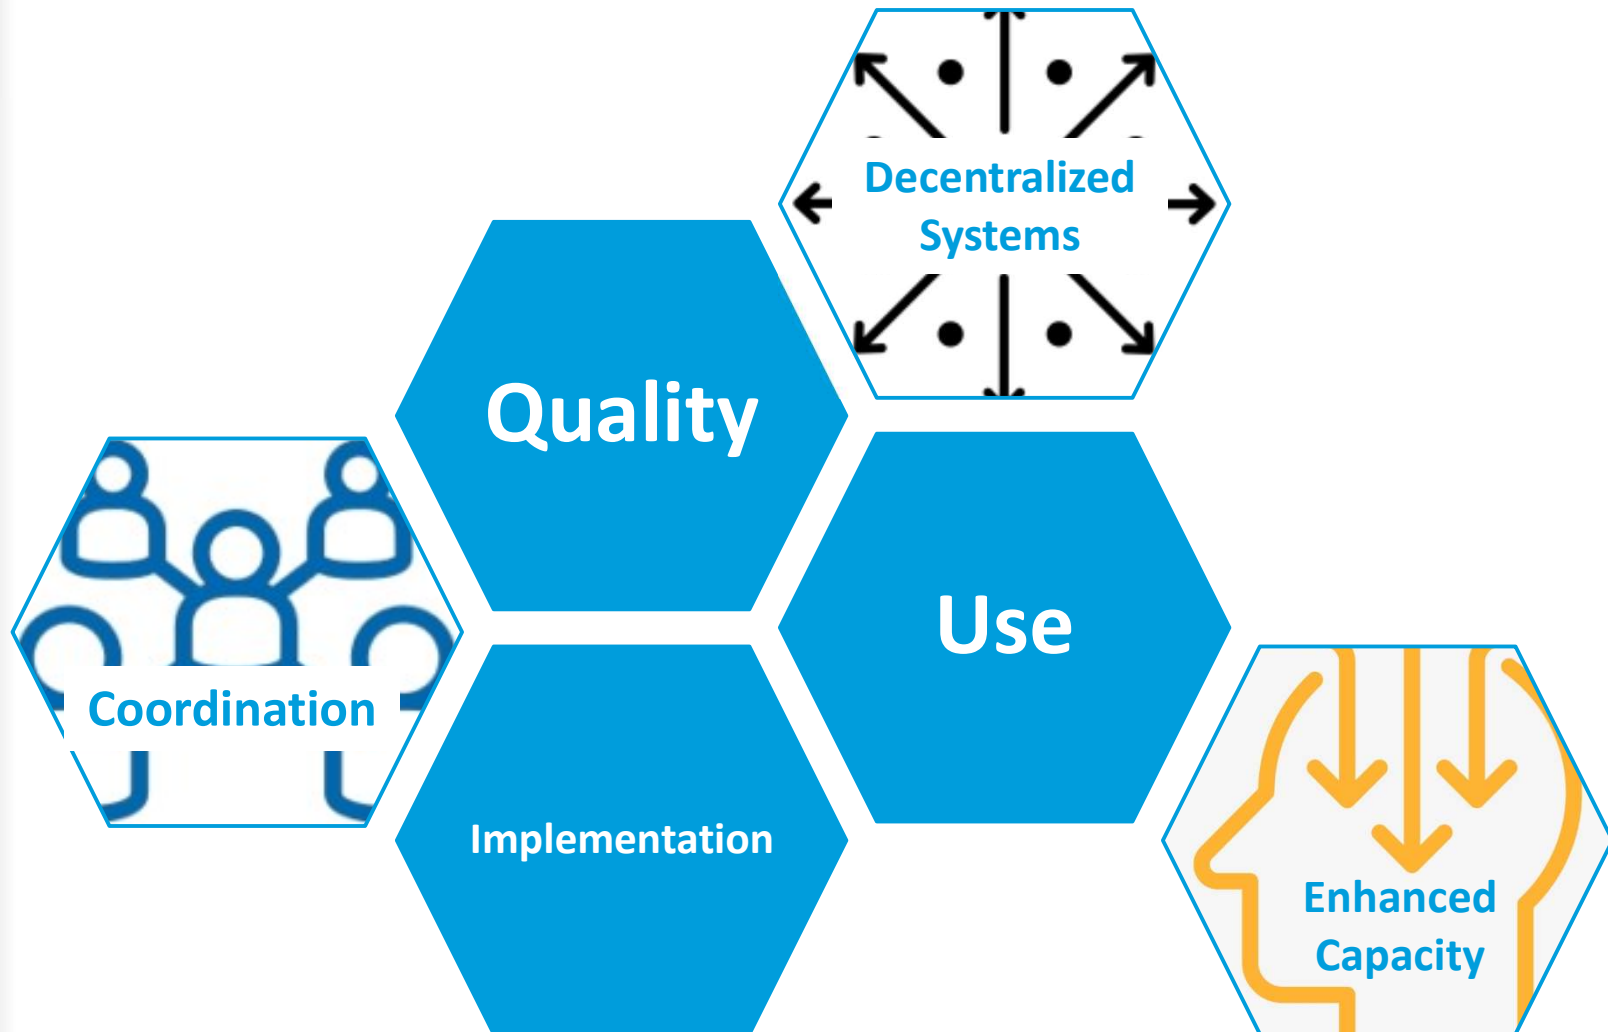 Decentralized
Systems
Quality
Use
Coordination
Implementation
Enhanced
Capacity